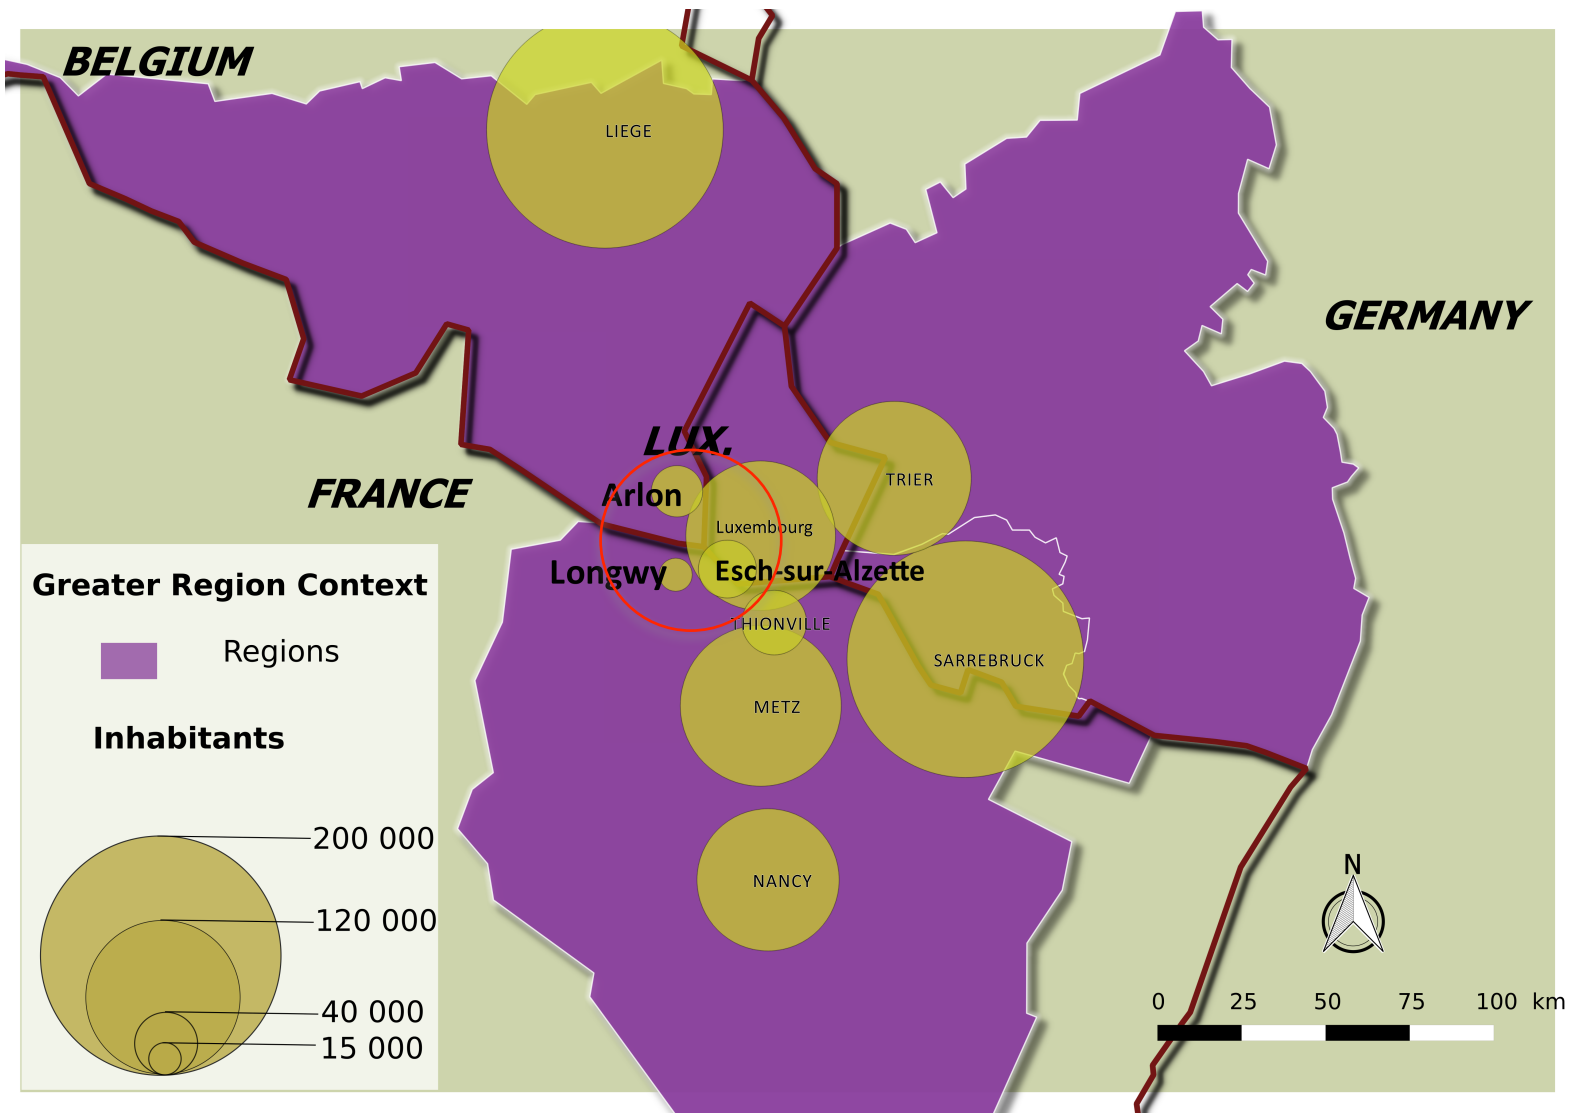 BELGIUM
LIEGE
GERMANY
LUX.
TRIER
FRANCE
Arlon
Luxembourg
Longwy
Esch-sur-Alzette
THIONVILLE
SARREBRUCK
METZ
NANCY
Greater Region Context
Regions
Inhabitants
200 000
120 000
40 000
15 000
N
0 25 50 75 100 km